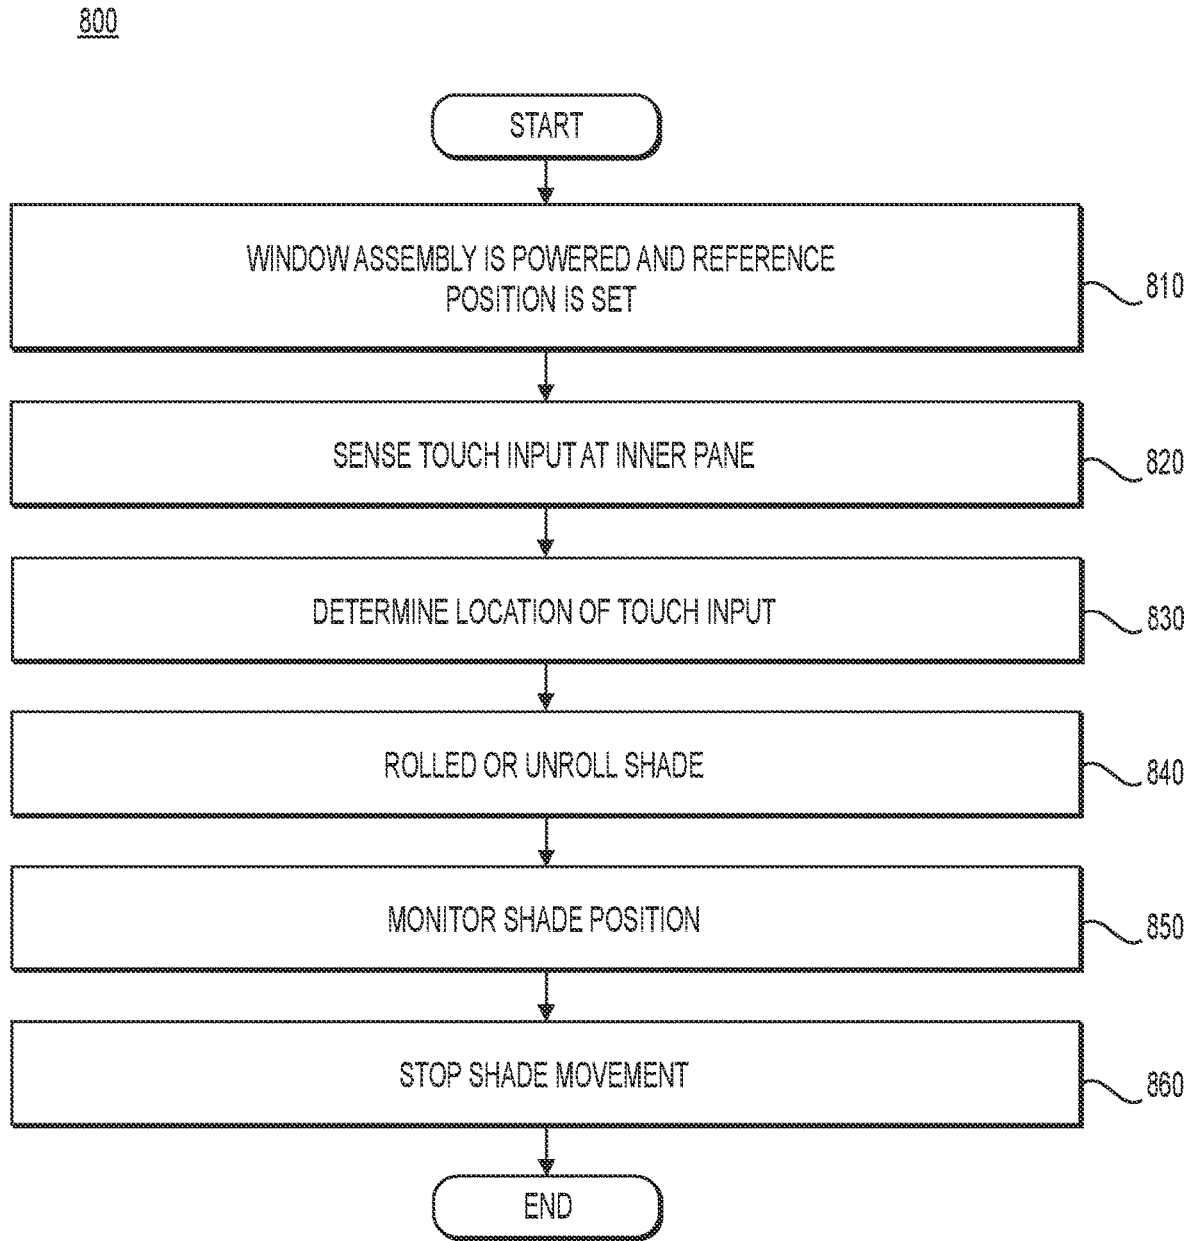 800
START
WINDOW ASSEMBLY IS POWERED AND REFERENCE
POSITION IS SET
810
SENSE TOUCH INPUT AT INNER PANE
820
DETERMINE LOCATION OF TOUCH INPUT
830
ROLLED OR UNROLL SHADE
840
MONITOR SHADE POSITION
850
STOP SHADE MOVEMENT
860
END